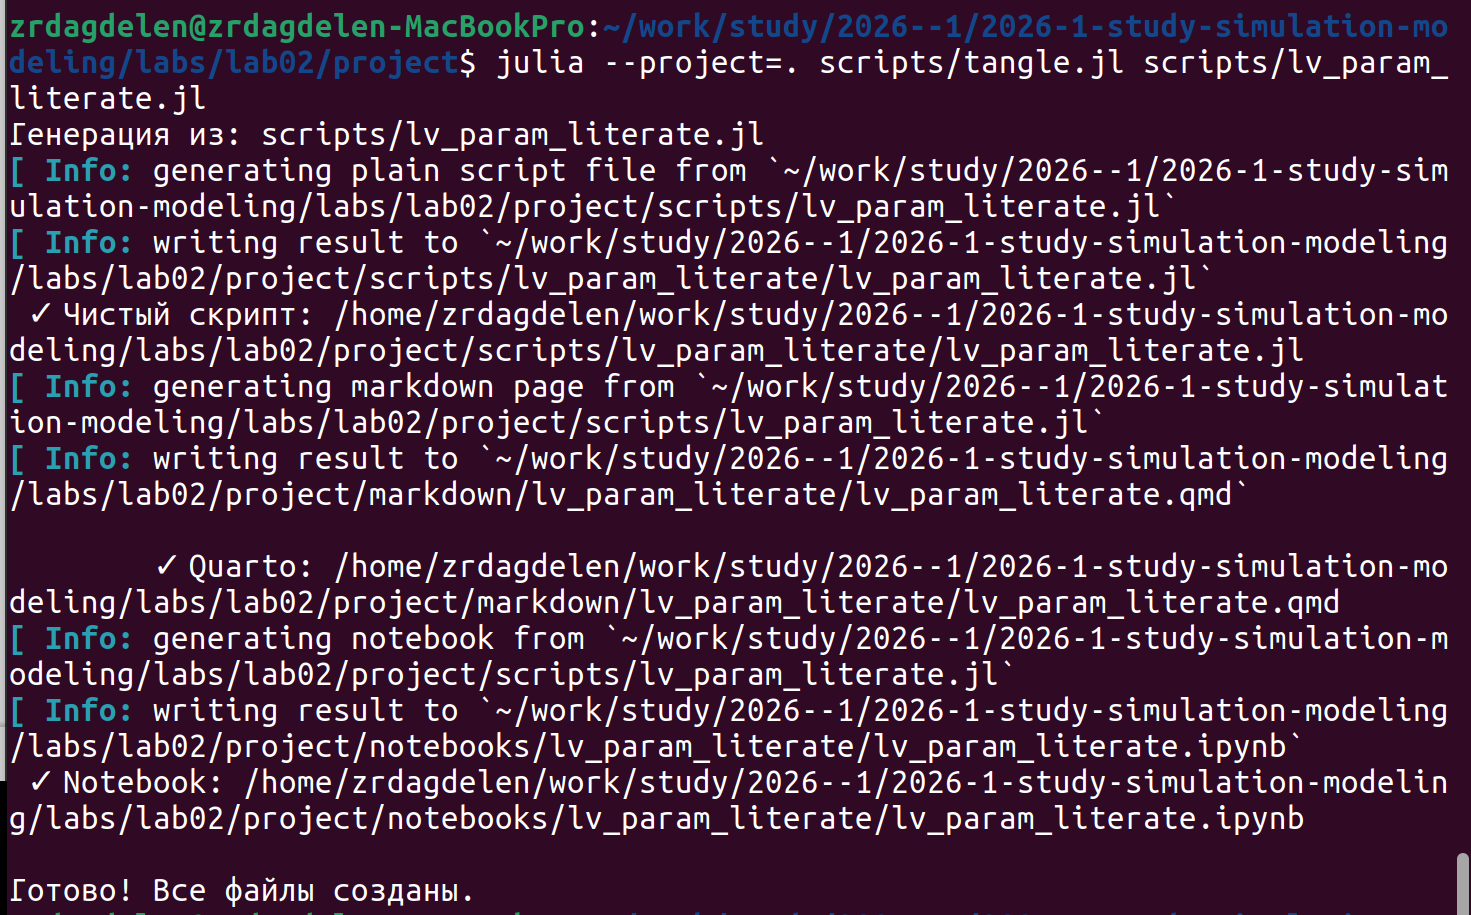 zrdagdelen@zrdagdelen-MacBookPro:~/work/study/2026--1/2026-1-study-simulation-mo
deling/labs/lab02/project$ julia --project=. scripts/tangle.jl scripts/lv_param_
literate.jl
Генерация из: scripts/lv_param_literate.jl
[ Info: generating plain script file from `~/work/study/2026--1/2026-1-study-sim
ulation-modeling/labs/lab02/project/scripts/lv_param_literate.jl`
[ Info: writing result to `~/work/study/2026--1/2026-1-study-simulation-modeling
/labs/lab02/project/scripts/lv_param_literate/lv_param_literate.jl`
✓ Чистый скрипт: /home/zrdagdelen/work/study/2026--1/2026-1-study-simulation-mo
deling/labs/lab02/project/scripts/lv_param_literate/lv_param_literate.jl
[ Info: generating markdown page from `~/work/study/2026--1/2026-1-study-simulat
ion-modeling/labs/lab02/project/scripts/lv_param_literate.jl`
[ Info: writing result to `~/work/study/2026--1/2026-1-study-simulation-modeling
/labs/lab02/project/markdown/lv_param_literate/lv_param_literate.qmd`
✓ Quarto: /home/zrdagdelen/work/study/2026--1/2026-1-study-simulation-mo
deling/labs/lab02/project/markdown/lv_param_literate/lv_param_literate.qmd
[ Info: generating notebook from `~/work/study/2026--1/2026-1-study-simulation-m
odeling/labs/lab02/project/scripts/lv_param_literate.jl`
[ Info: writing result to `~/work/study/2026--1/2026-1-study-simulation-modeling
/labs/lab02/project/notebooks/lv_param_literate/lv_param_literate.ipynb`
✓ Notebook: /home/zrdagdelen/work/study/2026--1/2026-1-study-simulation-modelin
g/labs/lab02/project/notebooks/lv_param_literate/lv_param_literate.ipynb
Готово! Все файлы созданы.